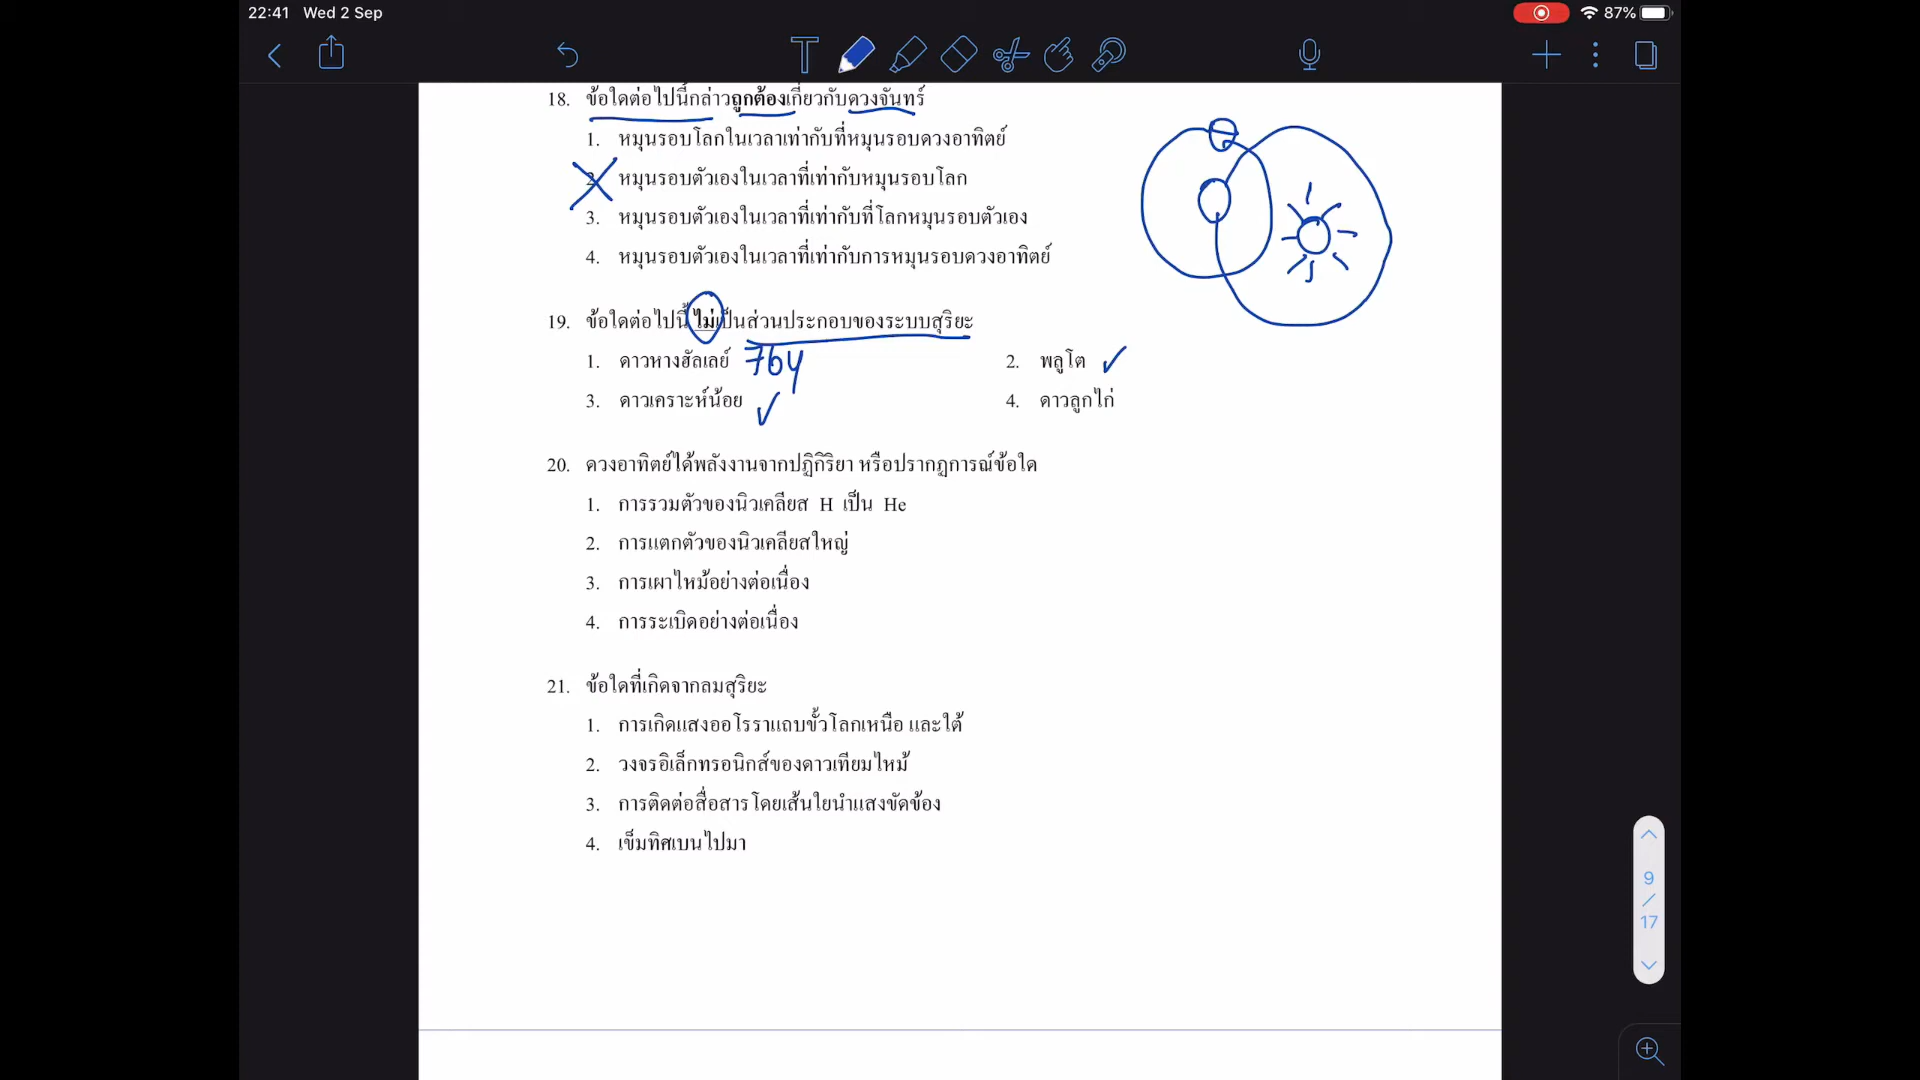 22:41 Wed 2 Sep 87%
18. ข้อใดต่อไปนี้กล่าวถูกต้องเกี่ยวกับดวงจันทร์
1. หมุนรอบโลกในเวลาเท่ากับที่หมุนรอบดวงอาทิตย์
2. หมุนรอบตัวเองในเวลาที่เท่ากับหมุนรอบโลก
3. หมุนรอบตัวเองในเวลาที่เท่ากับที่โลกหมุนรอบตัวเอง
4. หมุนรอบตัวเองในเวลาที่เท่ากับการหมุนรอบดวงอาทิตย์
19. ข้อใดต่อไปนี้ ไม่เป็นส่วนประกอบของระบบสุริยะ
1. ดาวหางฮัลเลย์ 76y 2. พลูโต
3. ดาวเคราะห์น้อย 4. ดาวลูกไก่
20. ดวงอาทิตย์ได้พลังงานจากปฏิกิริยา หรือปรากฏการณ์ข้อใด
1. การรวมตัวของนิวเคลียส H เป็น He
2. การแตกตัวของนิวเคลียสใหญ่
3. การเผาไหม้อย่างต่อเนื่อง
4. การระเบิดอย่างต่อเนื่อง
21. ข้อใดที่เกิดจากลมสุริยะ
1. การเกิดแสงออโรราแถบขั้วโลกเหนือ และใต้
2. วงจรอิเล็กทรอนิกส์ของดาวเทียมไหม้
3. การติดต่อสื่อสารโดยเส้นใยนำแสงขัดข้อง
4. เข็มทิศเบนไปมา
9
/
17